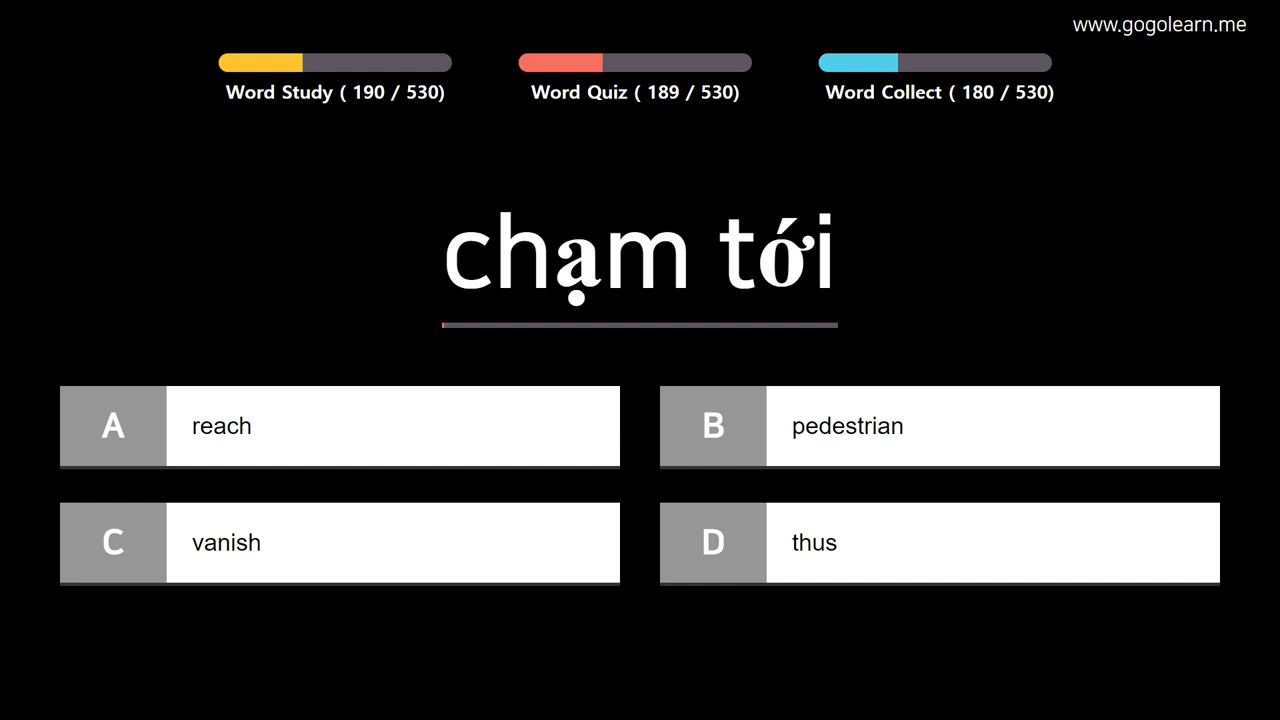 www.gogolearn.me
Word Study ( 190 / 530)
Word Quiz ( 189 / 530)
Word Collect ( 180 / 530)
chạm tới
A
reach
B
pedestrian
C
vanish
D
thus